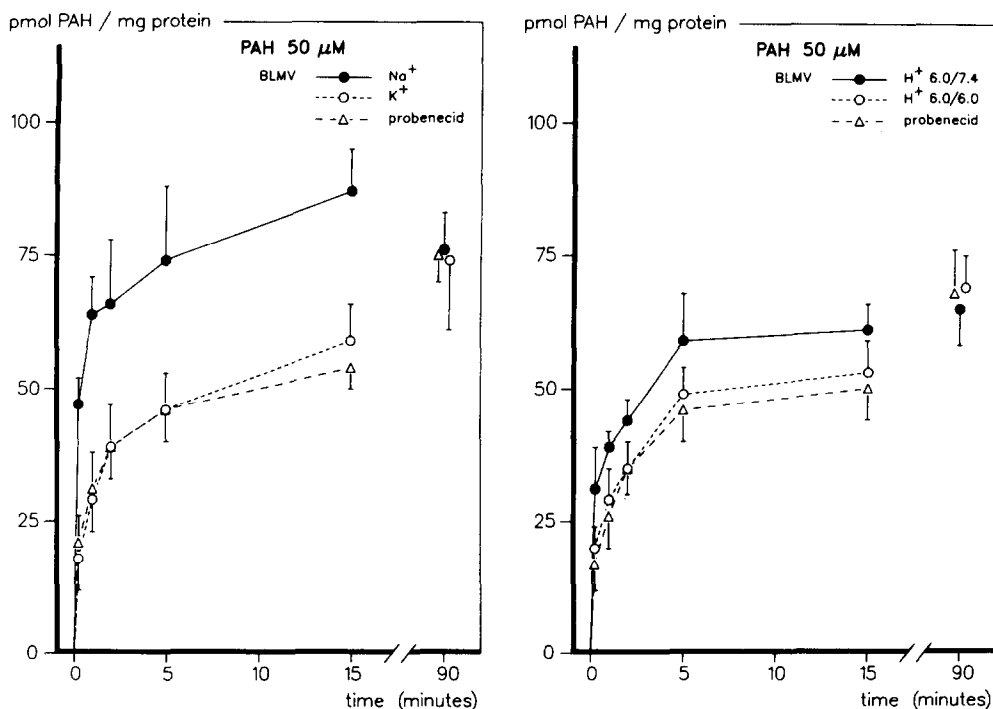 pmol PAH / mg protein
PAH 50 µM
BLMV Na+
K+
probenecid
100
75
50
25
0
0 5 10 15 90
time (minutes)
pmol PAH / mg protein
PAH 50 µM
BLMV H+ 6.0/7.4
H+ 6.0/6.0
probenecid
100
75
50
25
0
0 5 10 15 90
time (minutes)